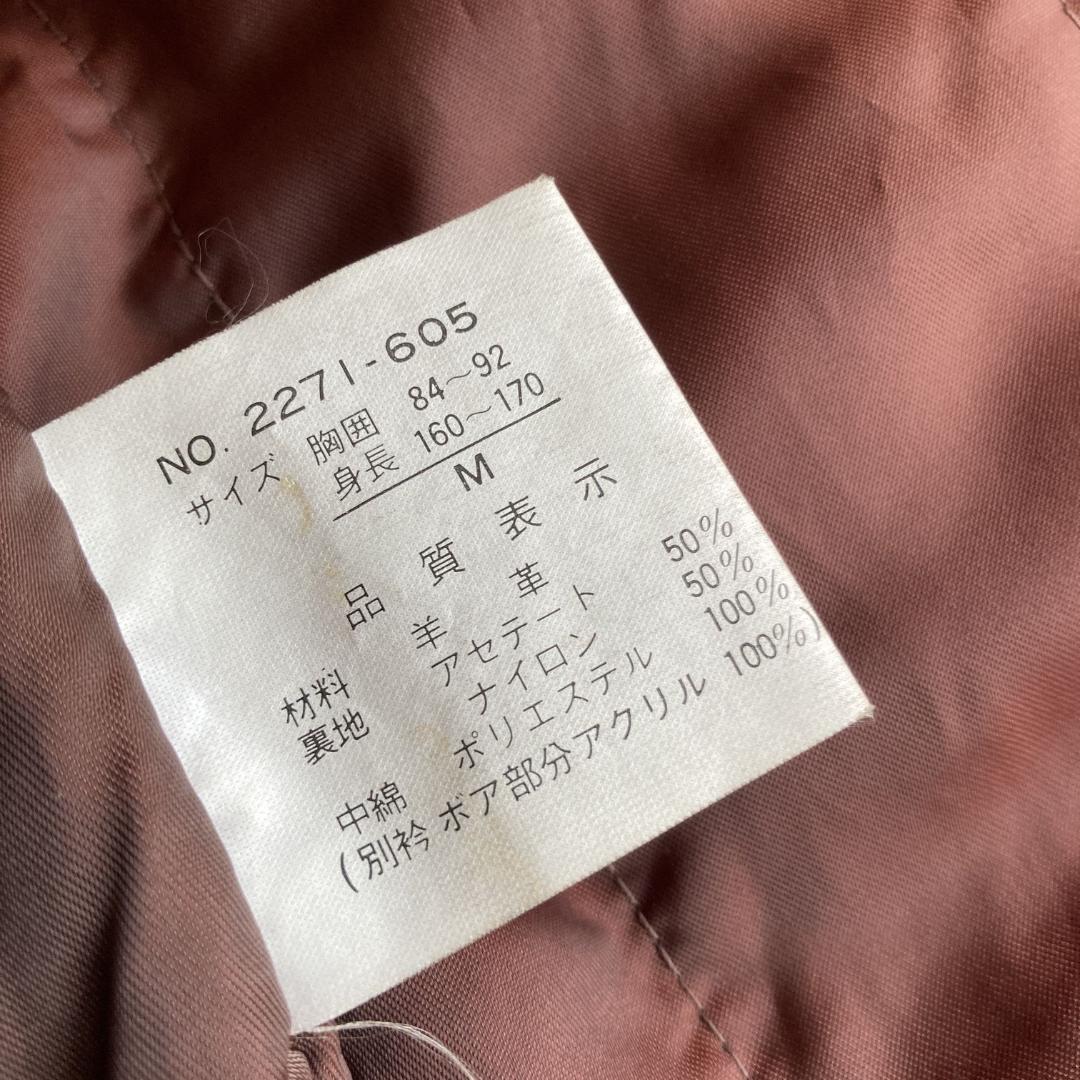 NO. 2271-605
サイズ 胸囲 84～92
身長 160～170
M
品質表示
材料 羊革
裏地 アセテート 50%
ナイロン 50%
中綿 ポリエステル 100%
(別衿 ボア部分アクリル 100%)